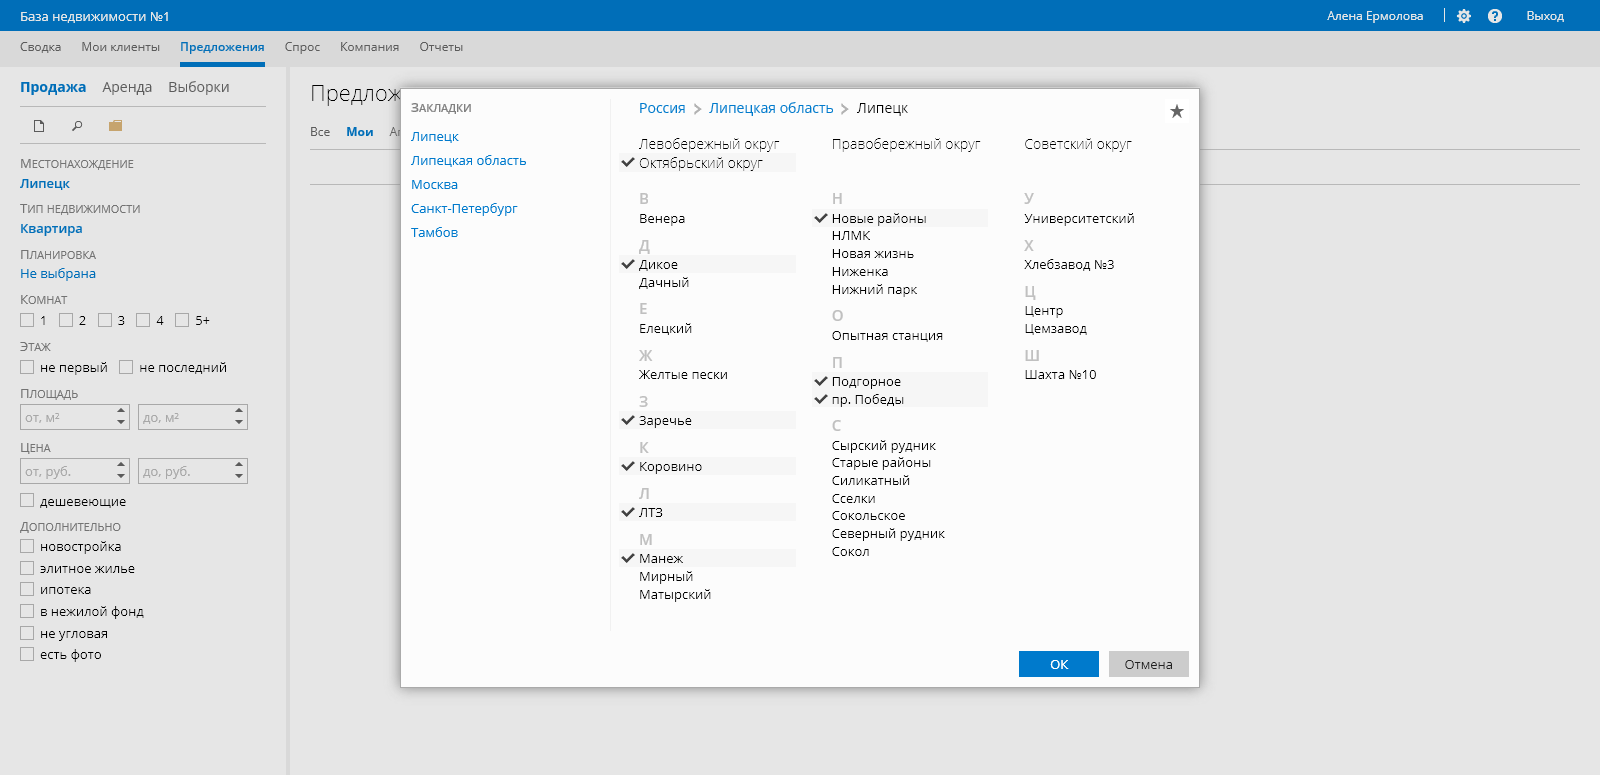 База недвижимости №1
Алена Ермолова
Выход
Сводка Мои клиенты Предложения Спрос Компания Отчеты
Продажа Аренда Выборки
Местонахождение
Липецк
Тип недвижимости
Квартира
Планировка
Не выбрана
Комнат
1 2 3 4 5+
Этаж
не первый не последний
Площадь
от, м² до, м²
Цена
от, руб. до, руб.
дешевеющие
Дополнительно
новостройка
элитное жилье
ипотека
в нежилой фонд
не угловая
есть фото
Предлож
Все Мои
Закладки
Липецк
Липецкая область
Москва
Санкт-Петербург
Тамбов
Россия > Липецкая область > Липецк
Левобережный округ Правобережный округ Советский округ
Октябрьский округ
В
Венера
Д
Дикое
Дачный
Е
Елецкий
Ж
Желтые пески
З
Заречье
К
Коровино
Л
ЛТЗ
М
Манеж
Мирный
Матырский
Н
Новые районы
НЛМК
Новая жизнь
Ниженка
Нижний парк
О
Опытная станция
П
Подгорное
пр. Победы
С
Сырский рудник
Старые районы
Силикатный
Сселки
Сокольское
Северный рудник
Сокол
У
Университетский
Х
Хлебзавод №3
Ц
Центр
Цемзавод
Ш
Шахта №10
ОК Отмена